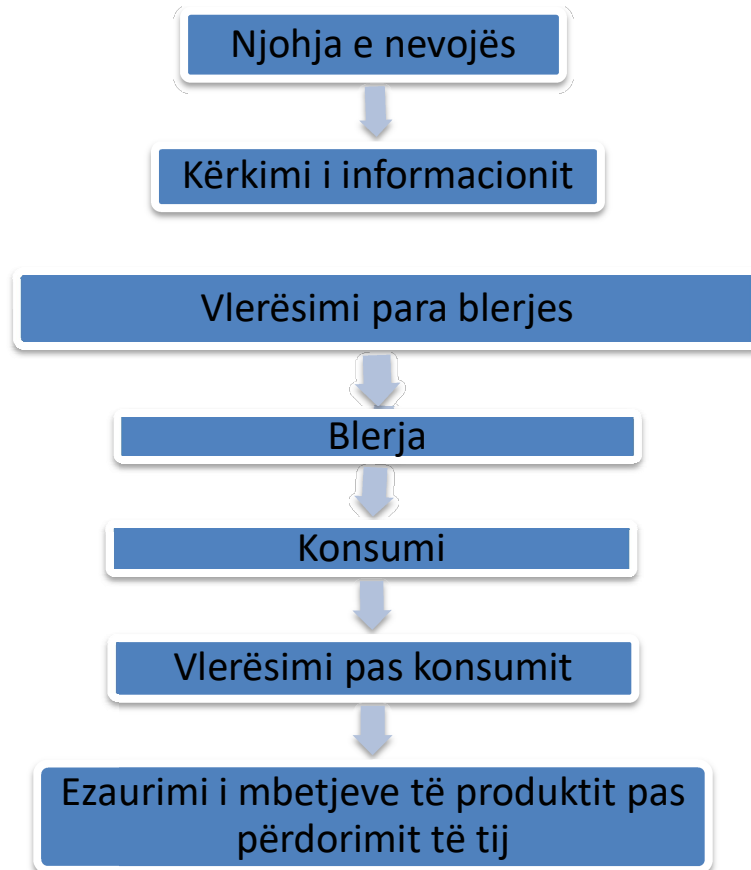 Njohja e nevojës
Kërkimi i informacionit
Vlerësimi para blerjes
Blerja
Konsumi
Vlerësimi pas konsumit
Ezaurimi i mbetjeve të produktit pas
përdorimit të tij